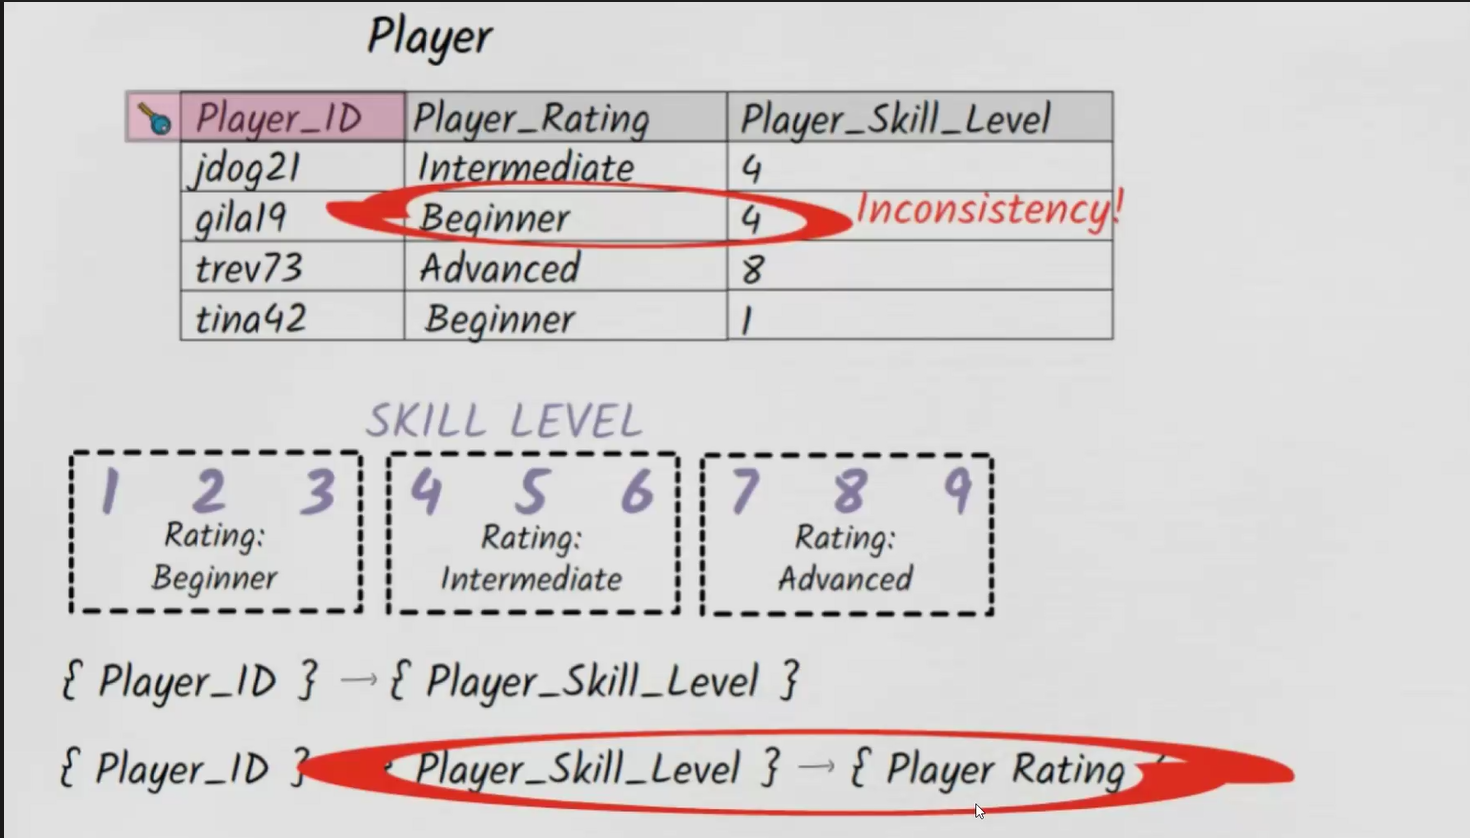 Player
Player_ID Player_Rating Player_Skill_Level
jdog21 Intermediate 4
gila19 Beginner 4 Inconsistency!
trev73 Advanced 8
tina42 Beginner 1
SKILL LEVEL
1 2 3 4 5 6 7 8 9
Rating: Rating: Rating:
Beginner Intermediate Advanced
{ Player_ID } → { Player_Skill_Level }
{ Player_ID } Player_Skill_Level } → { Player Rating